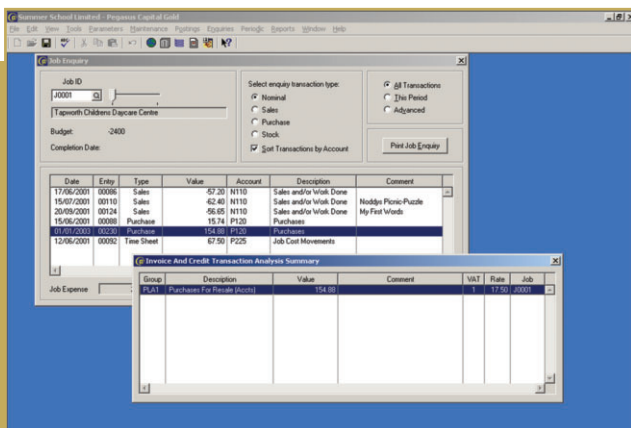 Summer School Limited - Pegasus Capital Gold
File Edit View Tools Parameters Maintenance Postings Enquiries Periodic Reports Window Help
Job Enquiry
Job ID
J0001
Tapworth Childrens Daycare Centre
Budget: -2400
Completion Date:
Select enquiry transaction type:
Nominal
Sales
Purchase
Stock
Sort Transactions by Account
All Transactions
This Period
Advanced
Print Job Enquiry
Date Entry Type Value Account Description Comment
17/06/2001 00086 Sales -57.20 N110 Sales and/or Work Done
15/07/2001 00110 Sales -62.40 N110 Sales and/or Work Done Noddys Picnic-Puzzle
20/09/2001 00124 Sales -56.65 N110 Sales and/or Work Done My First Words
15/06/2001 00088 Purchase 15.74 P120 Purchases
01/01/2003 00230 Purchase 154.88 P120 Purchases
12/06/2001 00092 Time Sheet 67.50 P225 Job Cost Movements
Job Expense
Invoice And Credit Transaction Analysis Summary
Group Description Value Comment VAT Rate Job
PLA1 Purchases For Resale (Accts) 154.88 1 17.50 J0001